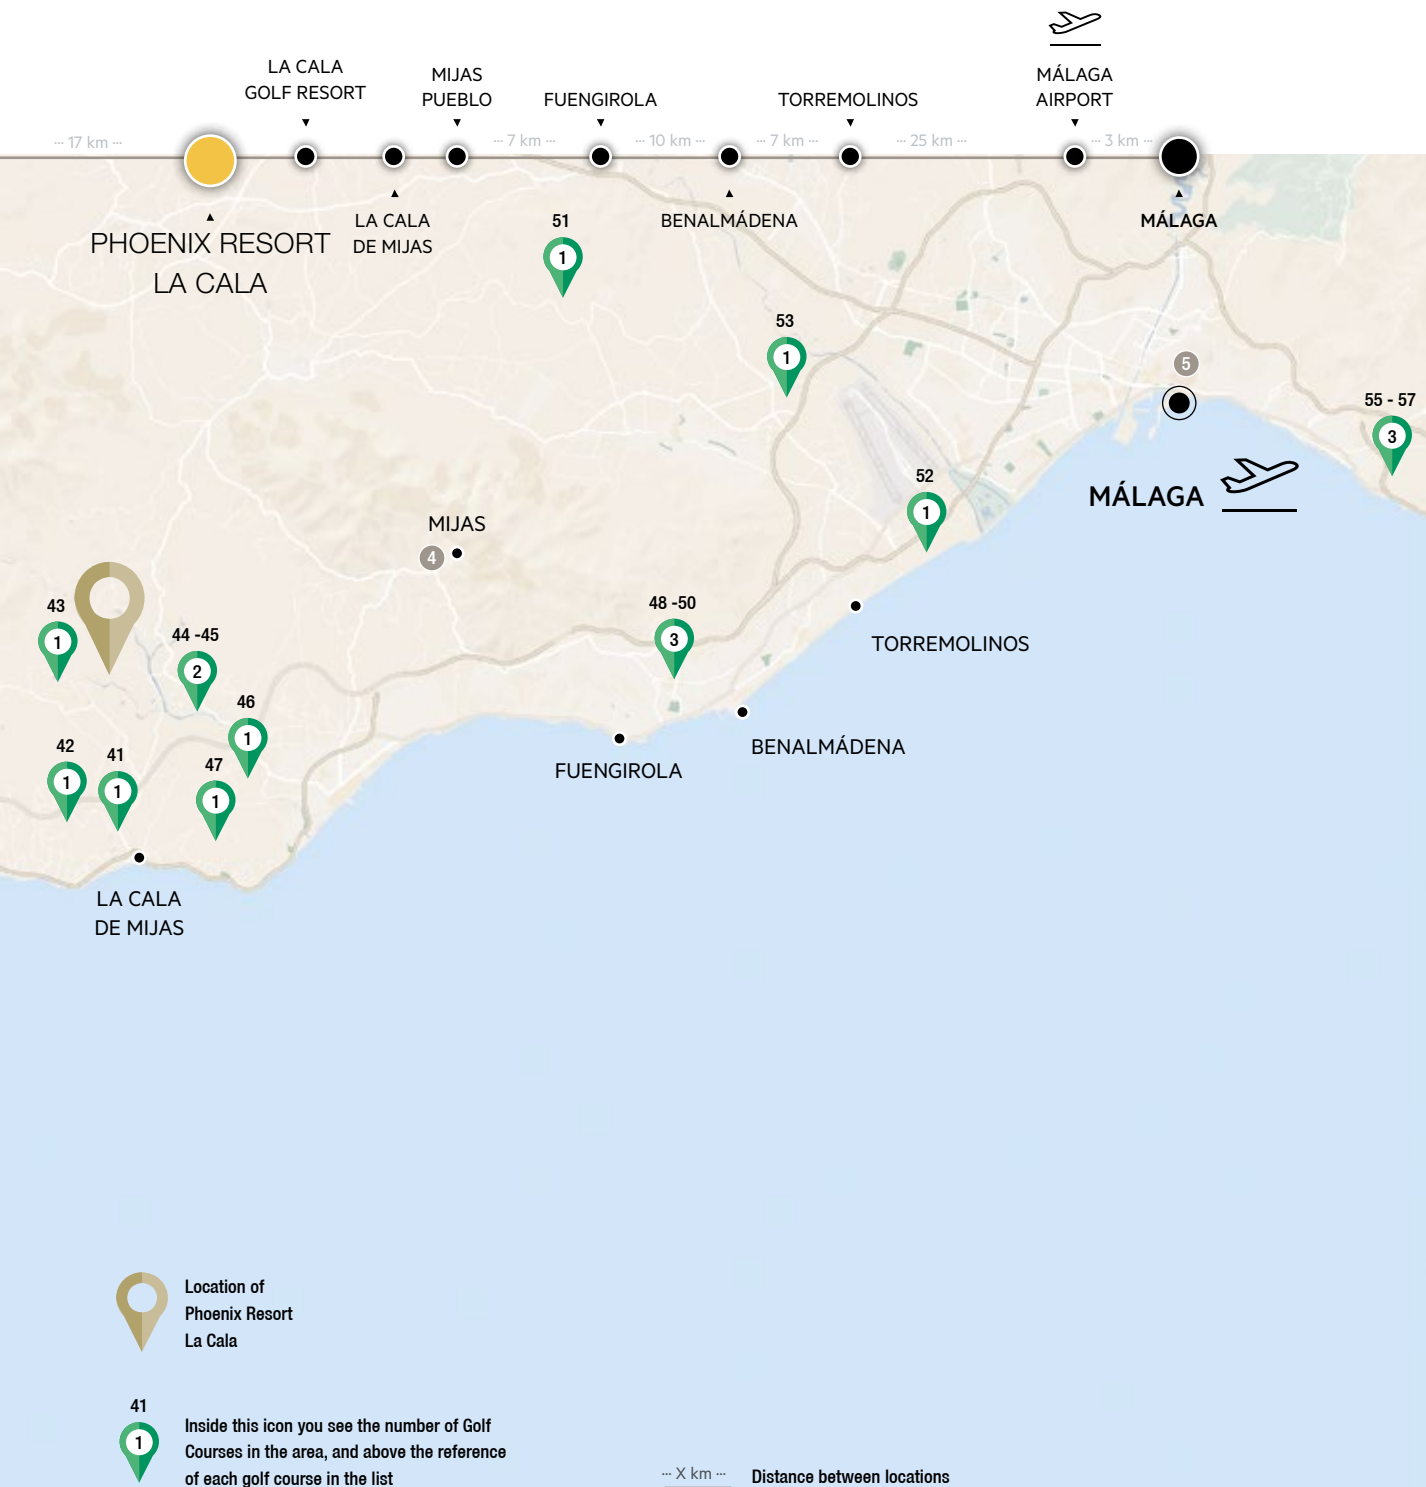 LA CALA
GOLF RESORT
MIJAS
PUEBLO
FUENGIROLA
TORREMOLINOS
MÁLAGA
AIRPORT
··· 17 km ···
··· 7 km ···
··· 10 km ···
··· 7 km ···
··· 25 km ···
··· 3 km ···
PHOENIX RESORT
LA CALA
LA CALA
DE MIJAS
BENALMÁDENA
MÁLAGA
51
1
53
1
5
55 - 57
3
52
1
MÁLAGA
MIJAS
4
43
1
44 -45
2
48 -50
3
TORREMOLINOS
46
1
42
1
41
1
47
1
BENALMÁDENA
FUENGIROLA
LA CALA
DE MIJAS
Location of
Phoenix Resort
La Cala
41
1
Inside this icon you see the number of Golf
Courses in the area, and above the reference
of each golf course in the list
··· X km ···
Distance between locations